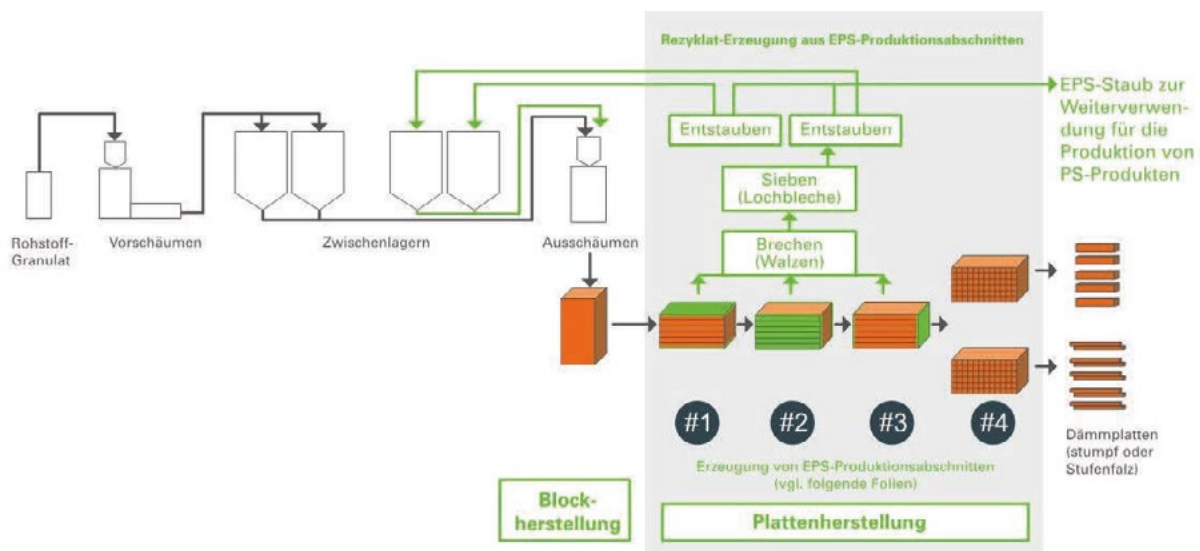 Rezyklat-Erzeugung aus EPS-Produktionsabschnitten
EPS-Staub zur
Weiterverwen-
dung für die
Produktion von
PS-Produkten
Entstauben
Entstauben
Sieben
(Lochbleche)
Brechen
(Walzen)
Rohstoff-
Granulat
Vorschäumen
Zwischenlagern
Ausschäumen
#1
#2
#3
#4
Dämmplatten
(stumpf oder
Stufenfalz)
Erzeugung von EPS-Produktionsabschnitten
(vgl. folgende Folien)
Block-
herstellung
Plattenherstellung